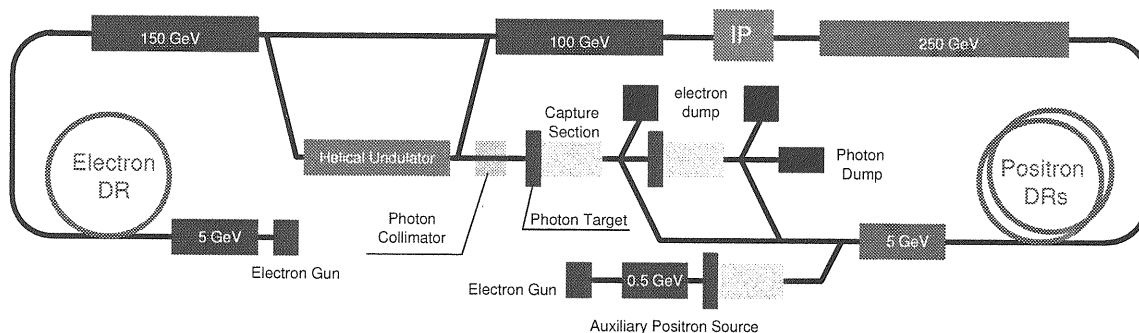 150 GeV
100 GeV
IP
250 GeV
Capture
Section
electron
dump
Helical Undulator
Electron
DR
Photon
Dump
Positron
DRs
Photon
Collimator
Photon Target
5 GeV
5 GeV
Electron Gun
Electron Gun
0.5 GeV
Auxiliary Positron Source